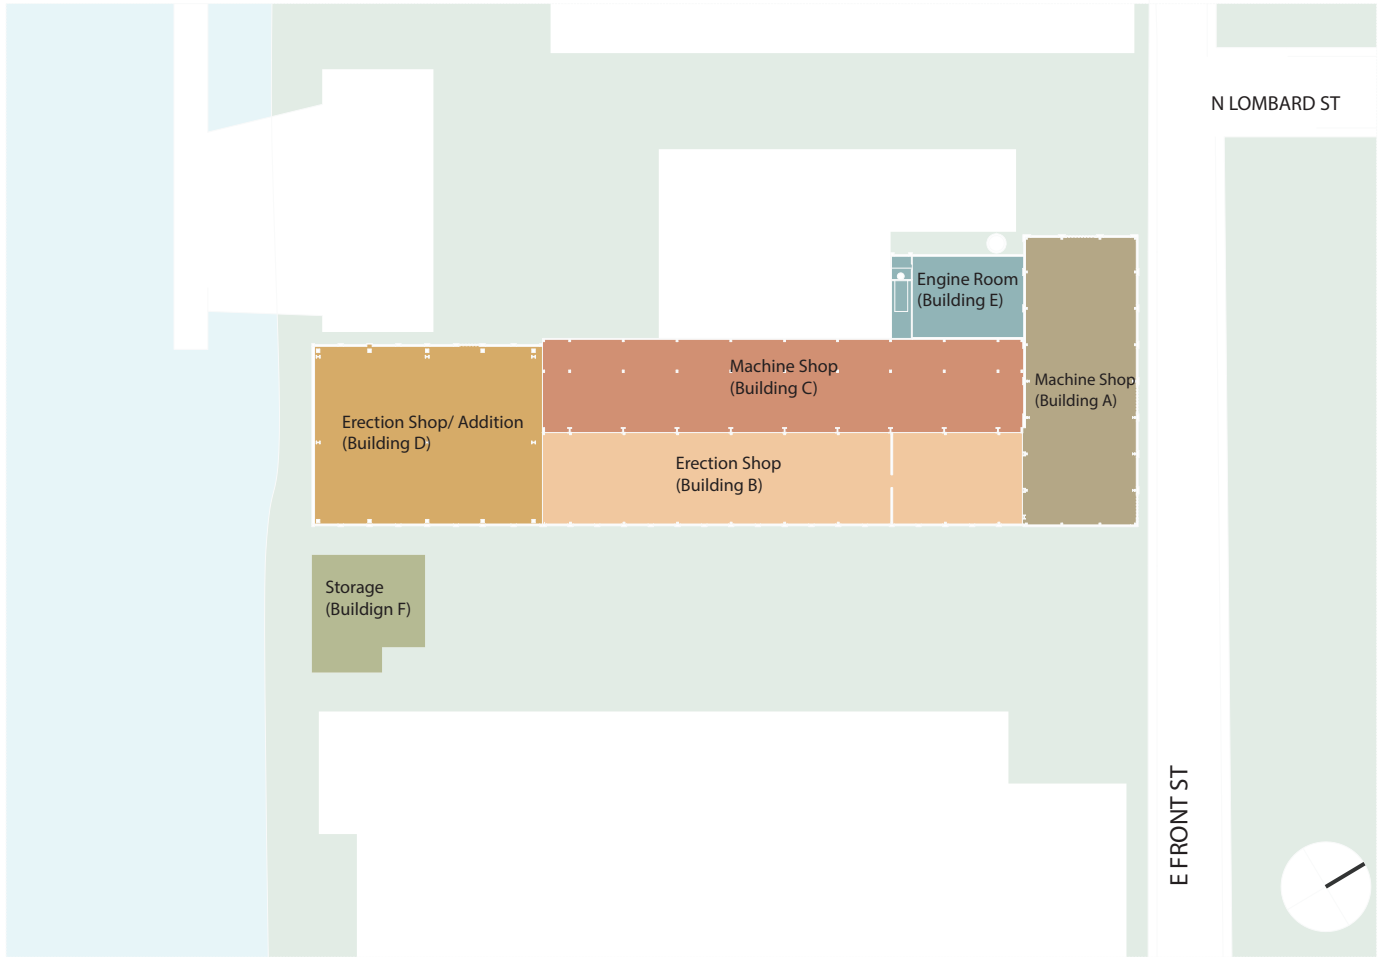 N LOMBARD ST
Engine Room
(Building E)
Machine Shop
(Building C)
Machine Shop
(Building A)
Erection Shop/ Addition
(Building D)
Erection Shop
(Building B)
Storage
(Buildign F)
E FRONT ST